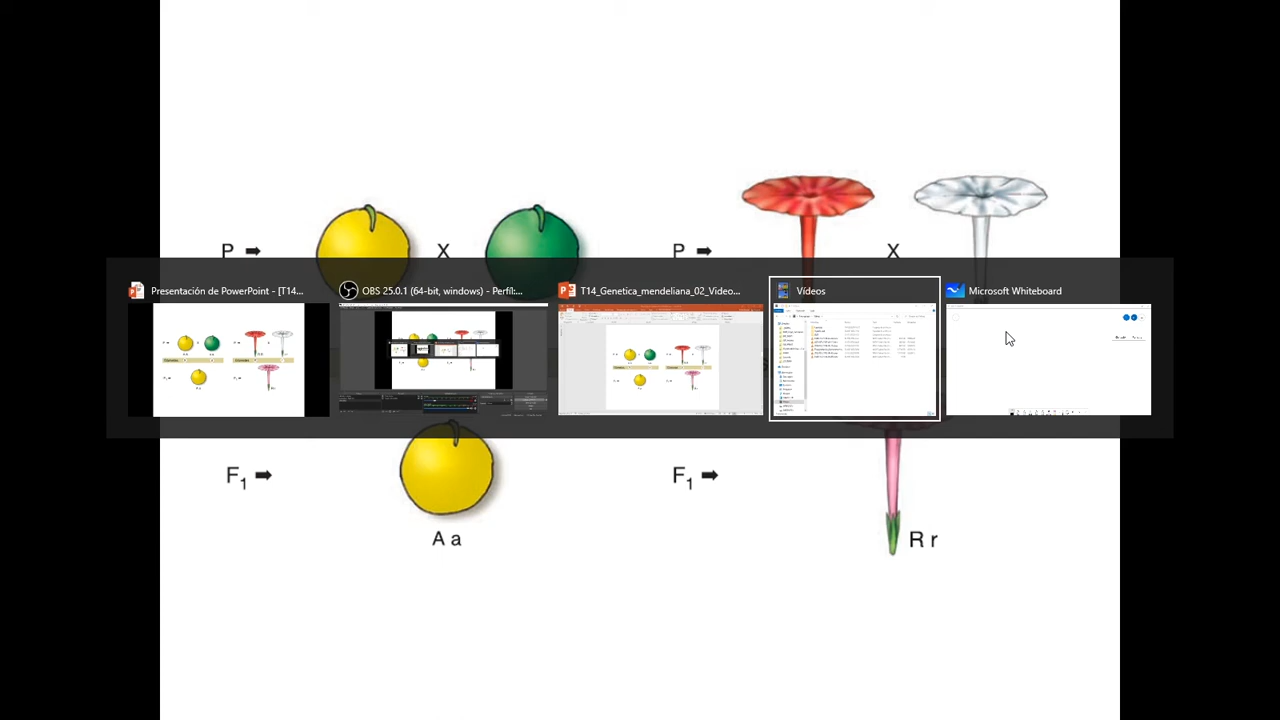 P ➡ X
P ➡ X
Presentación de PowerPoint - [T14...
OBS 25.0.1 (64-bit, windows) - Perfil:...
T14_Genetica_mendeliana_02_Video...
Vídeos
Microsoft Whiteboard
F₁ ➡
F₁ ➡
A a
R r